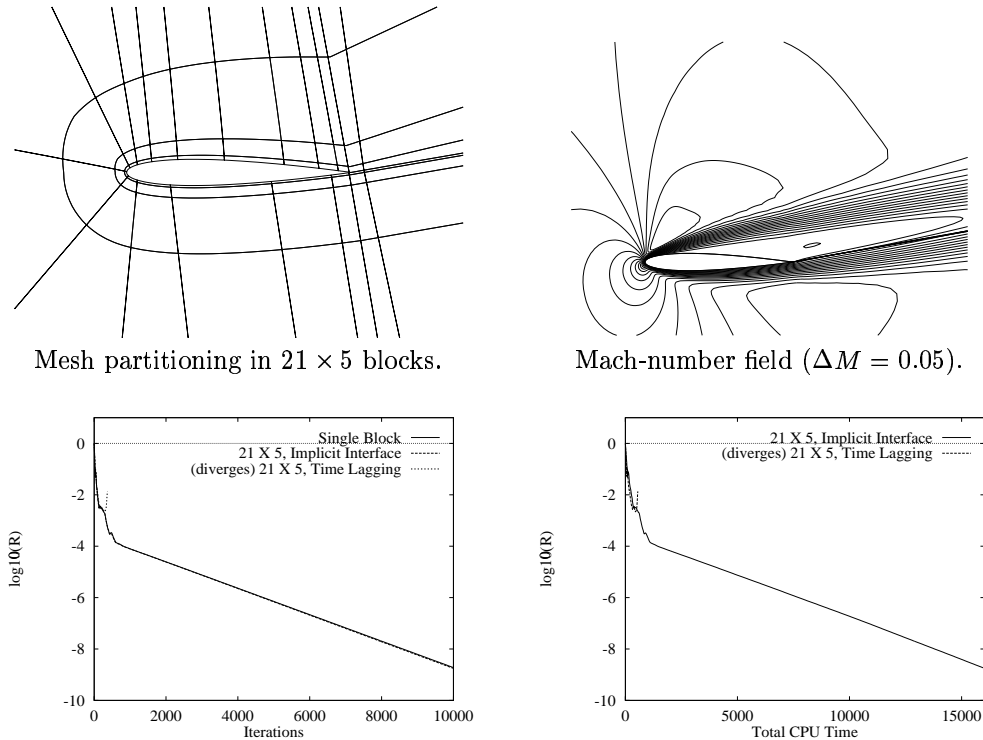 Mesh partitioning in 21 × 5 blocks.
Mach-number field (ΔM = 0.05).
Single Block
21 X 5, Implicit Interface
(diverges) 21 X 5, Time Lagging
0
-2
-4
-6
-8
-10
log10(R)
0 2000 4000 6000 8000 10000
Iterations
21 X 5, Implicit Interface
(diverges) 21 X 5, Time Lagging
0
-2
-4
-6
-8
-10
log10(R)
0 5000 10000 15000
Total CPU Time